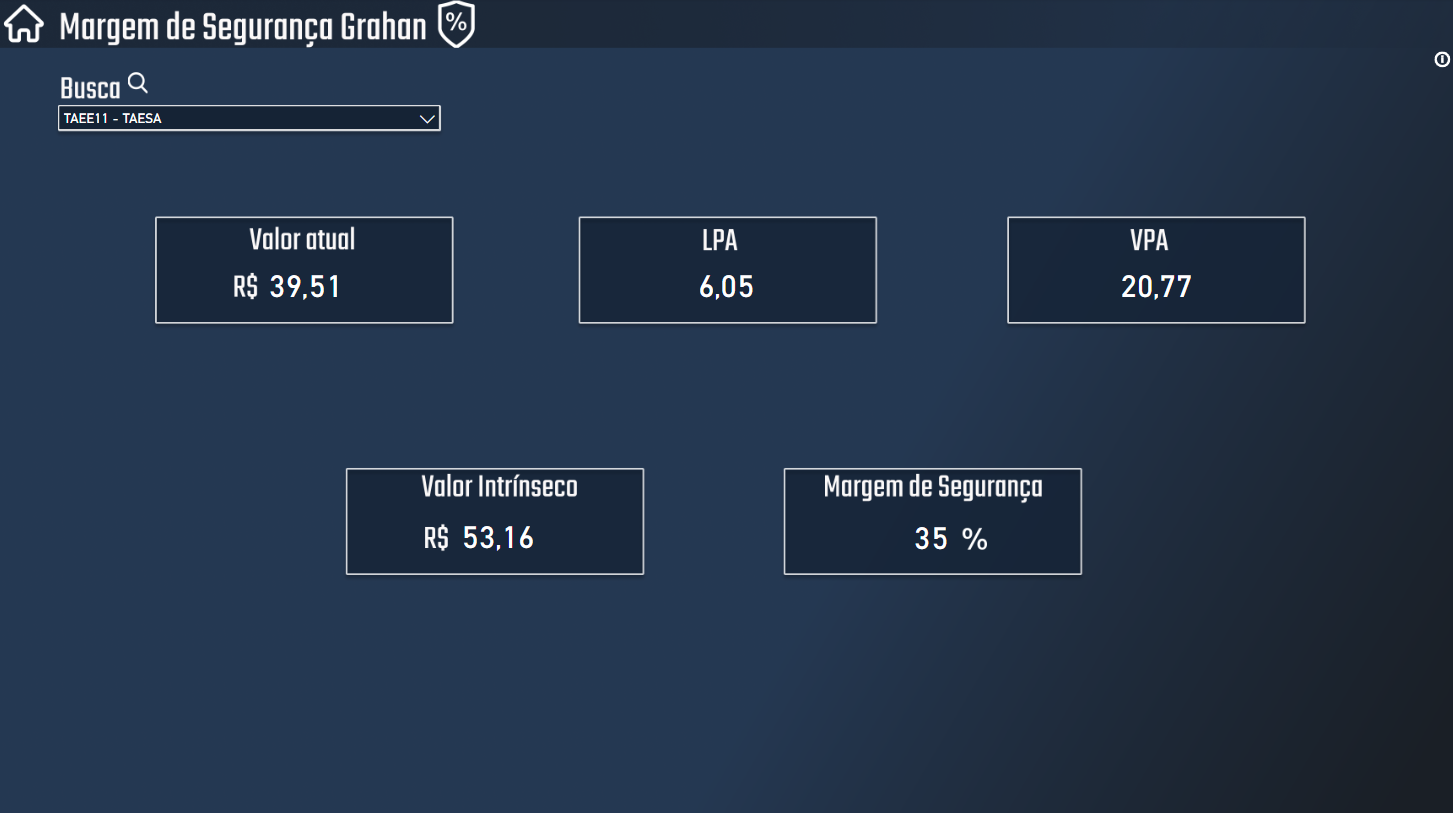 Margem de Segurança Grahan %
Busca
TAEE11 - TAESA
Valor atual
R$ 39,51
LPA
6,05
VPA
20,77
Valor Intrínseco
R$ 53,16
Margem de Segurança
35 %